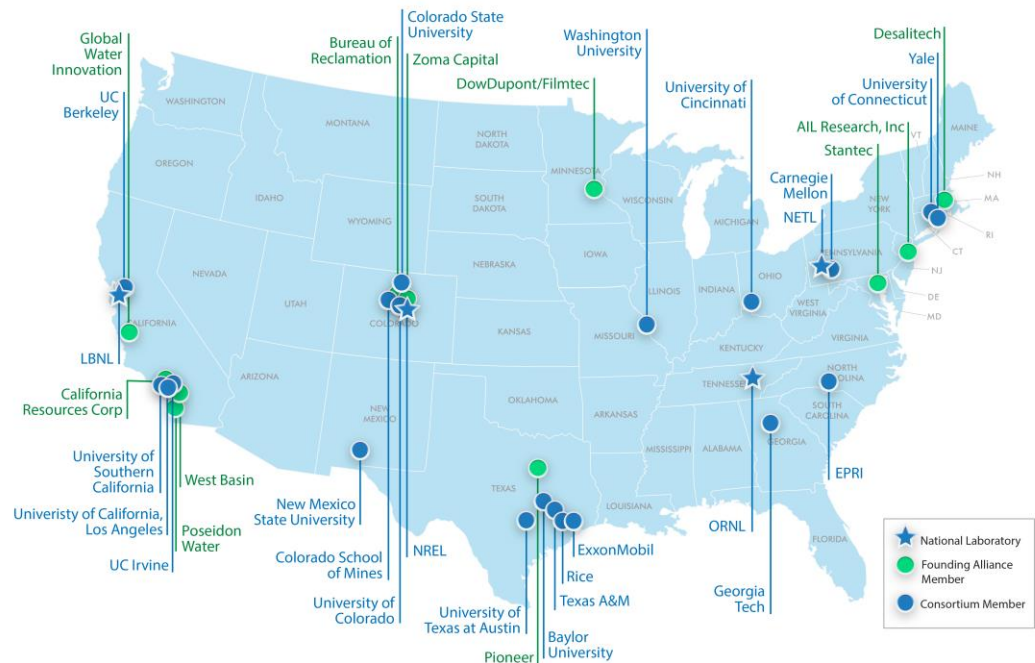 Global
Water
Innovation
UC
Berkeley
Bureau of
Reclamation
Colorado State
University
Zoma Capital
DowDupont/Filmtec
Washington
University
University of
Cincinnati
Desalitech
Yale
University
of Connecticut
AIL Research, Inc
Stantec
Carnegie
Mellon
NETL
WASHINGTON
OREGON
IDAHO
MONTANA
NORTH
DAKOTA
SOUTH
DAKOTA
MINNESOTA
WISCONSIN
MICHIGAN
WYOMING
NEBRASKA
IOWA
NEVADA
UTAH
COLORADO
KANSAS
ILLINOIS
INDIANA
OHIO
PENNSYLVANIA
NEW
YORK
VT
MAINE
NH
MA
RI
CT
NJ
DE
MD
WEST
VIRGINIA
VIRGINIA
MISSOURI
KENTUCKY
CALIFORNIA
ARIZONA
NEW
MEXICO
OKLAHOMA
ARKANSAS
TENNESSEE
NORTH
CAROLINA
SOUTH
CAROLINA
MISSISSIPPI
ALABAMA
GEORGIA
TEXAS
LOUISIANA
FLORIDA
LBNL
California
Resources Corp
University of
Southern
California
West Basin
Univeristy of California,
Los Angeles
Poseidon
Water
UC Irvine
New Mexico
State University
Colorado School
of Mines
NREL
University of
Colorado
University of
Texas at Austin
Pioneer
Baylor
University
Texas A&M
Rice
ExxonMobil
ORNL
Georgia
Tech
EPRI
National Laboratory
Founding Alliance
Member
Consortium Member